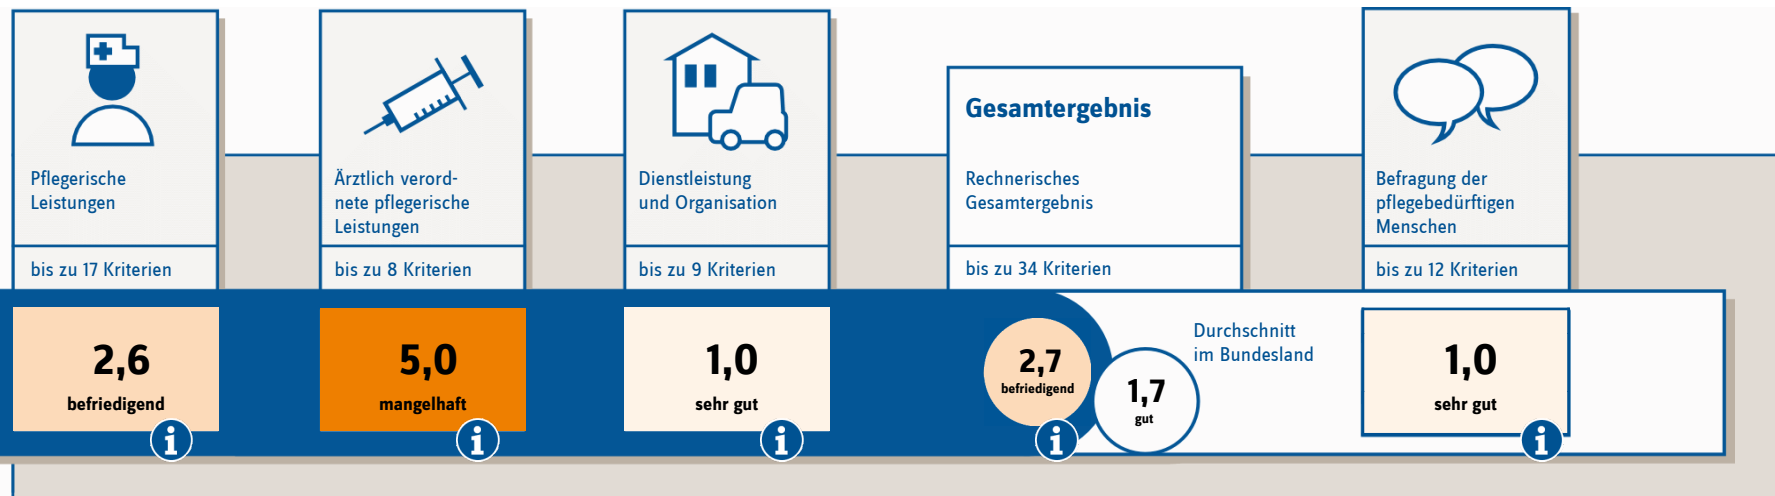 Pflegerische
Leistungen
bis zu 17 Kriterien
2,6
befriedigend
i
Ärztlich verord-
nete pflegerische
Leistungen
bis zu 8 Kriterien
5,0
mangelhaft
i
Dienstleistung
und Organisation
bis zu 9 Kriterien
1,0
sehr gut
i
Gesamtergebnis
Rechnerisches
Gesamtergebnis
bis zu 34 Kriterien
2,7
befriedigend
i
1,7
gut
Durchschnitt
im Bundesland
Befragung der
pflegebedürftigen
Menschen
bis zu 12 Kriterien
1,0
sehr gut
i